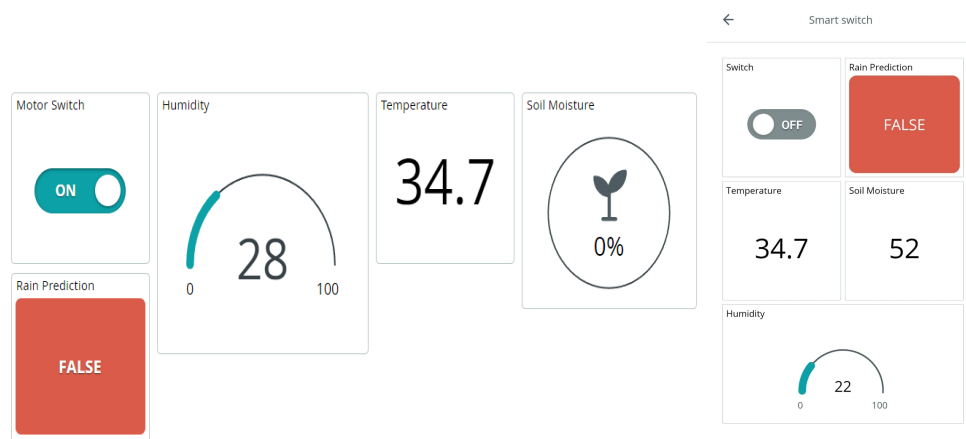 Motor Switch
ON
Humidity
28
0
100
Temperature
34.7
Soil Moisture
0%
Rain Prediction
FALSE
Smart switch
Switch
OFF
Rain Prediction
FALSE
Temperature
34.7
Soil Moisture
52
Humidity
22
0
100